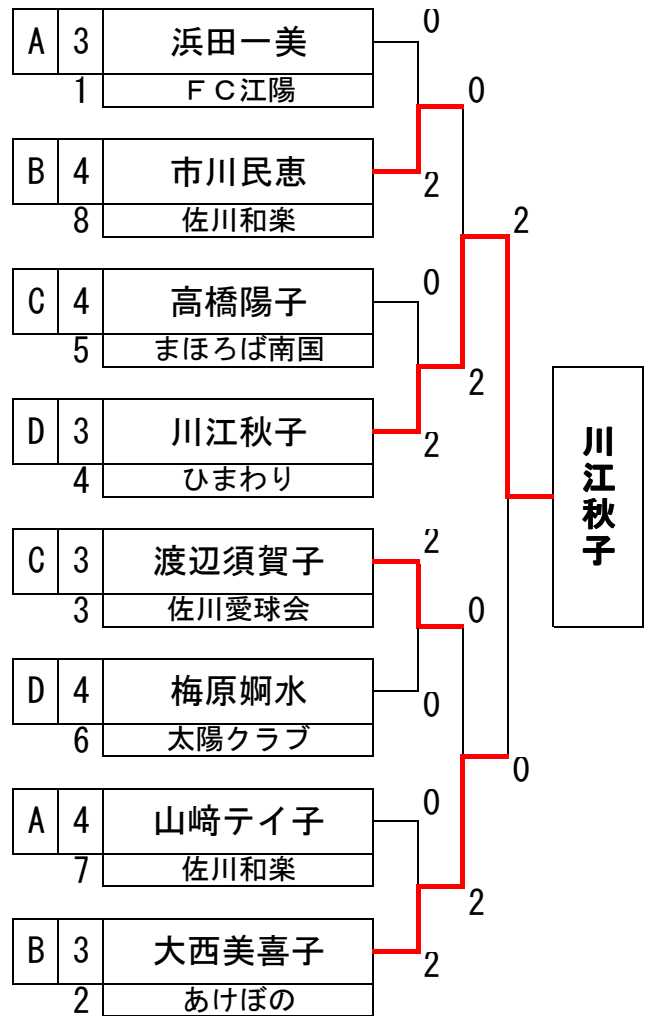 A 3 浜田一美 0
1 ＦＣ江陽 0
B 4 市川民恵 2
8 佐川和楽 2
C 4 高橋陽子 0
5 まほろば南国 2
D 3 川江秋子 2
4 ひまわり
川江秋子
C 3 渡辺須賀子 2
3 佐川愛球会 0
D 4 梅原婀水 0
6 太陽クラブ 0
A 4 山﨑テイ子 0
7 佐川和楽 2
B 3 大西美喜子 2
2 あけぼの